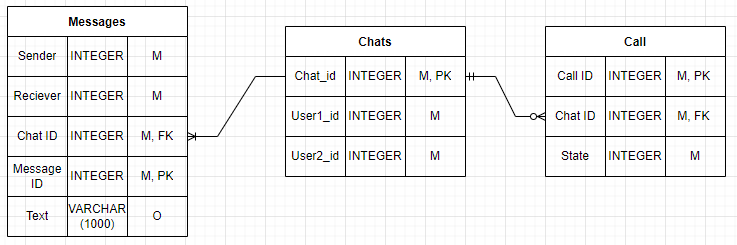 Messages
Sender INTEGER M
Reciever INTEGER M
Chat ID INTEGER M, FK
Message
ID INTEGER M, PK
Text VARCHAR
(1000) O
Chats
Chat_id INTEGER M, PK
User1_id INTEGER M
User2_id INTEGER M
Call
Call ID INTEGER M, PK
Chat ID INTEGER M, FK
State INTEGER M